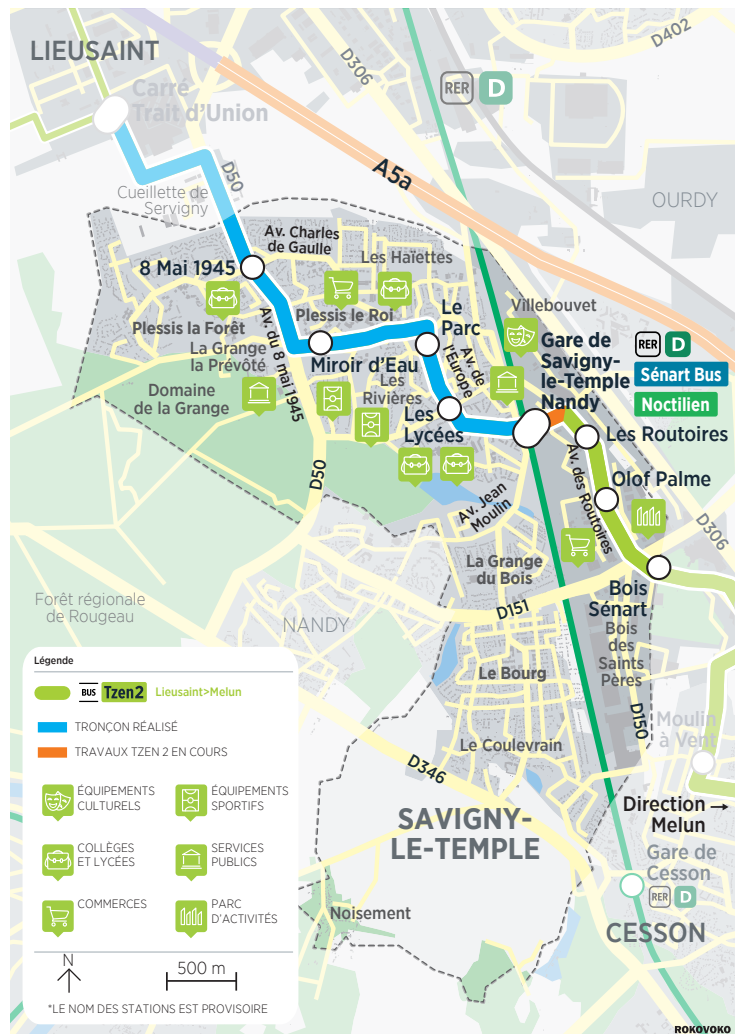 LIEUSAINT
D402
D306
RER D
Carré
Trait d'Union
D50
A5a
Cueillette de
Servigny
OURDY
Av. Charles
de Gaulle
8 Mai 1945
Les Haïettes
Villebouvet
Plessis la Forêt
Plessis le Roi
Le
Parc
La Grange
la Prévôté
Av. du 8 mai 1945
Miroir d'Eau
Av. de
l'Europe
Gare de
Savigny-
le-Temple
Nandy
RER D
Sénart Bus
Noctilien
Domaine
de la Grange
Les
Rivières
Les
Lycées
Les Routoires
D50
Av. des Routoires
Olof Palme
Av. Jean
Moulin
D306
La Grange
du Bois
Bois
Sénart
Forêt régionale
de Rougeau
NANDY
D151
Bois
des
Saints
Pères
Le Bourg
D150
Moulin
à Vent
Le Coulevrain
D346
SAVIGNY-
LE-TEMPLE
Direction →
Melun
Gare de
Cesson
RER D
Noisement
CESSON
Légende
BUS Tzen2 Lieusaint>Melun
TRONÇON RÉALISÉ
TRAVAUX TZEN 2 EN COURS
ÉQUIPEMENTS
CULTURELS
ÉQUIPEMENTS
SPORTIFS
COLLÈGES
ET LYCÉES
SERVICES
PUBLICS
COMMERCES
PARC
D'ACTIVITÉS
N
500 m
*LE NOM DES STATIONS EST PROVISOIRE
ROKOVOKO